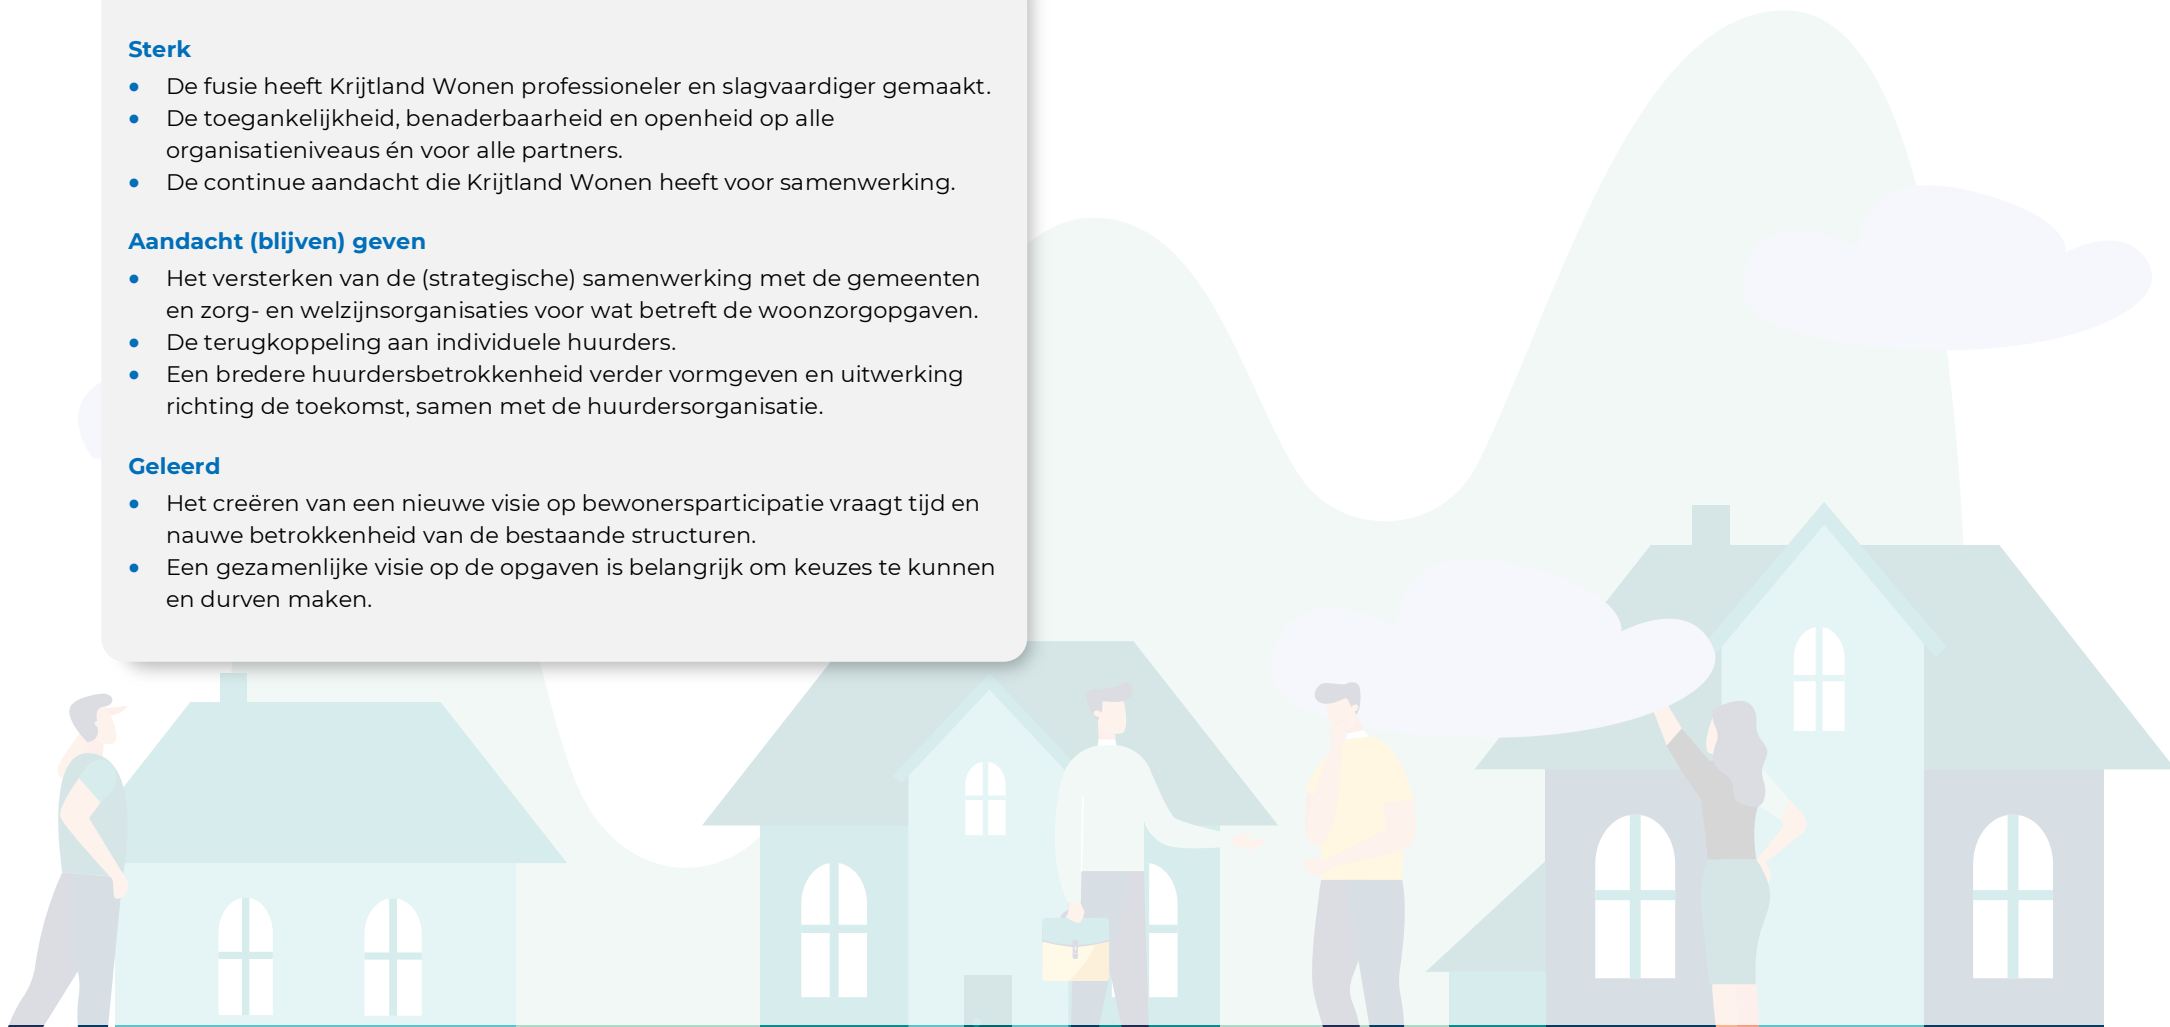 Sterk
• De fusie heeft Krijtland Wonen professioneler en slagvaardiger gemaakt.
• De toegankelijkheid, benaderbaarheid en openheid op alle
organisatieniveaus én voor alle partners.
• De continue aandacht die Krijtland Wonen heeft voor samenwerking.
Aandacht (blijven) geven
• Het versterken van de (strategische) samenwerking met de gemeenten
en zorg- en welzijnsorganisaties voor wat betreft de woonzorgopgaven.
• De terugkoppeling aan individuele huurders.
• Een bredere huurdersbetrokkenheid verder vormgeven en uitwerking
richting de toekomst, samen met de huurdersorganisatie.
Geleerd
• Het creëren van een nieuwe visie op bewonersparticipatie vraagt tijd en
nauwe betrokkenheid van de bestaande structuren.
• Een gezamenlijke visie op de opgaven is belangrijk om keuzes te kunnen
en durven maken.